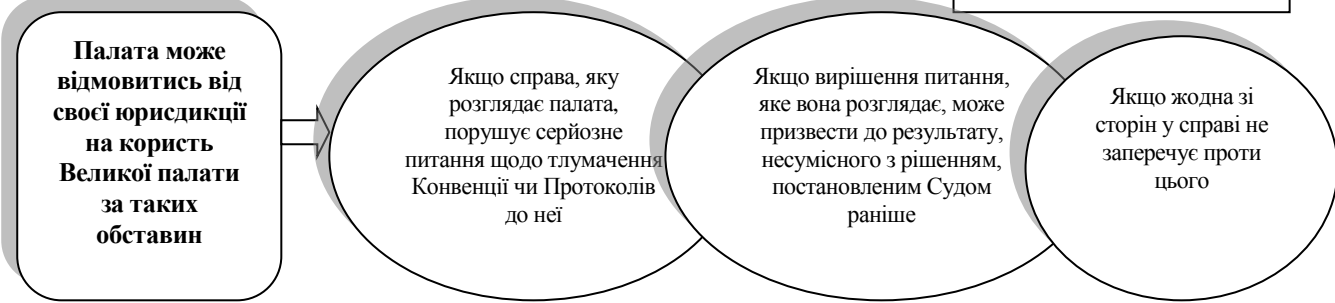 Палата може
відмовитись від
своєї юрисдикції
на користь
Великої палати
за таких
обставин
Якщо справа, яку
розглядає палата,
порушує серйозне
питання щодо тлумачення
Конвенції чи Протоколів
до неї
Якщо вирішення питання,
яке вона розглядає, може
призвести до результату,
несумісного з рішенням,
постановленим Судом
раніше
Якщо жодна зі
сторін у справі не
заперечує проти
цього